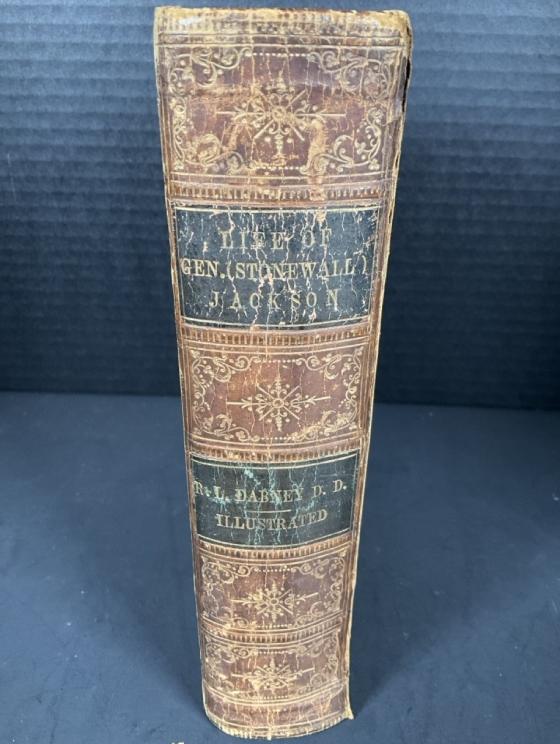 LIFE OF
GEN.(STONEWALL)
JACKSON
R. L. DABNEY D. D.
ILLUSTRATED